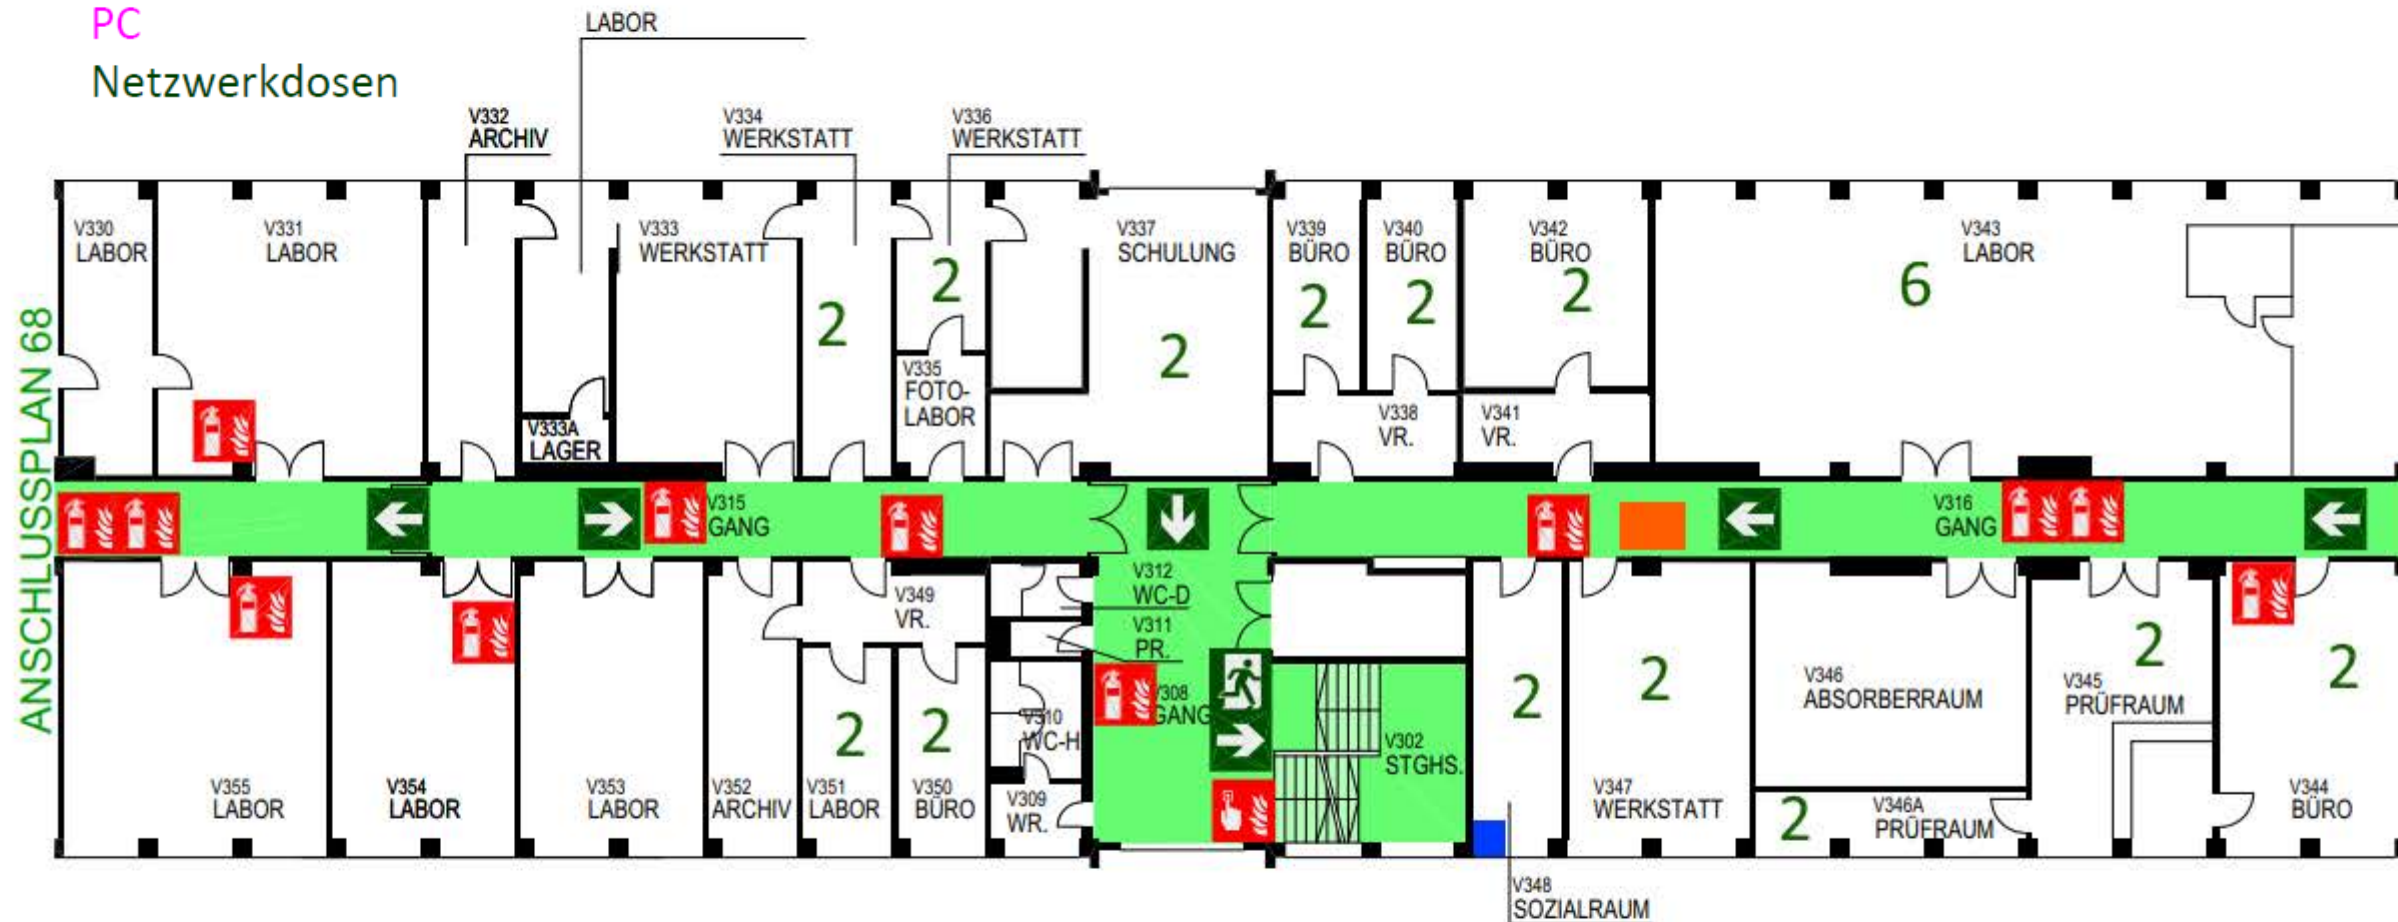 PC
Netzwerkdosen
LABOR
V332
ARCHIV
V334
WERKSTATT
V336
WERKSTATT
ANSCHLUSSPLAN 68
V330
LABOR
V331
LABOR
V333
WERKSTATT
V333A
LAGER
2
2
V335
FOTO-
LABOR
V337
SCHULUNG
2
V339
BÜRO
2
V340
BÜRO
2
V342
BÜRO
2
V338
VR.
V341
VR.
V343
LABOR
6
V315
GANG
V316
GANG
V355
LABOR
V354
LABOR
V353
LABOR
V352
ARCHIV
V349
VR.
2
V351
LABOR
2
V350
BÜRO
V312
WC-D
V311
PR.
V310
WC-H
V309
WR.
V308
GANG
V302
STGHS.
2
V348
SOZIALRAUM
2
V347
WERKSTATT
V346
ABSORBERRAUM
2
V346A
PRÜFRAUM
2
V345
PRÜFRAUM
2
V344
BÜRO